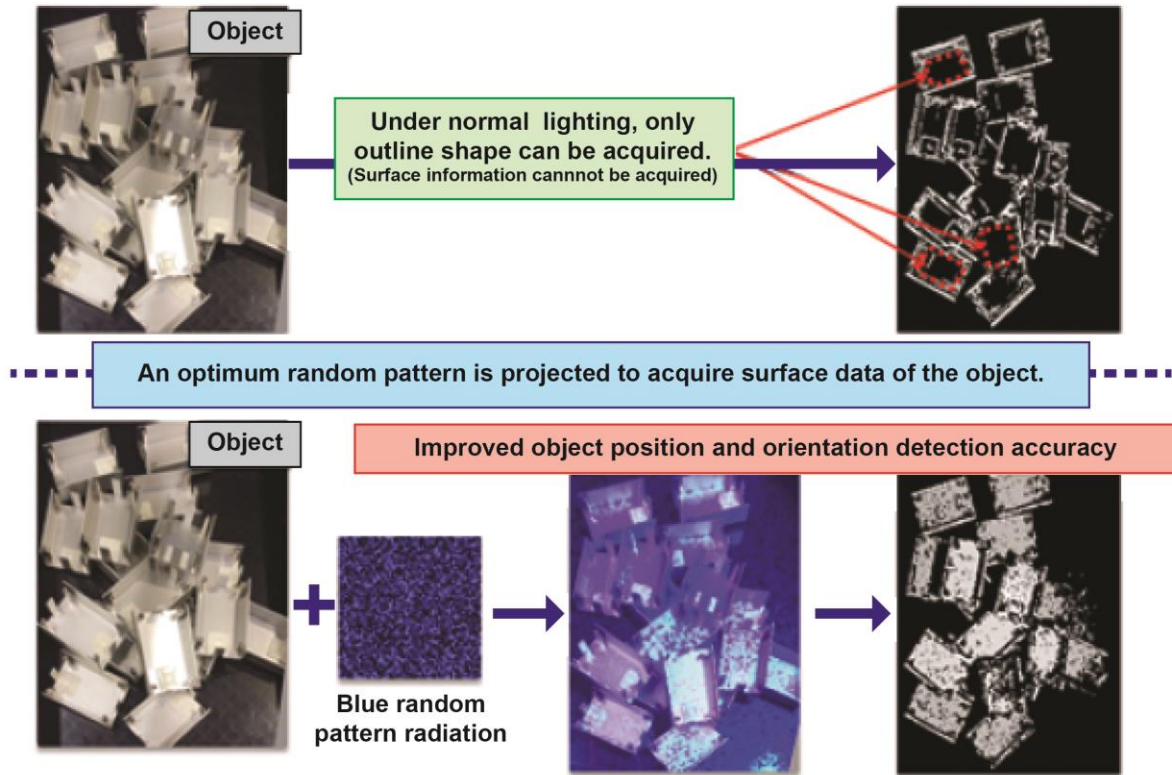 Object
Under normal lighting, only
outline shape can be acquired.
(Surface information cannnot be acquired)
An optimum random pattern is projected to acquire surface data of the object.
Object
Improved object position and orientation detection accuracy
Blue random
pattern radiation